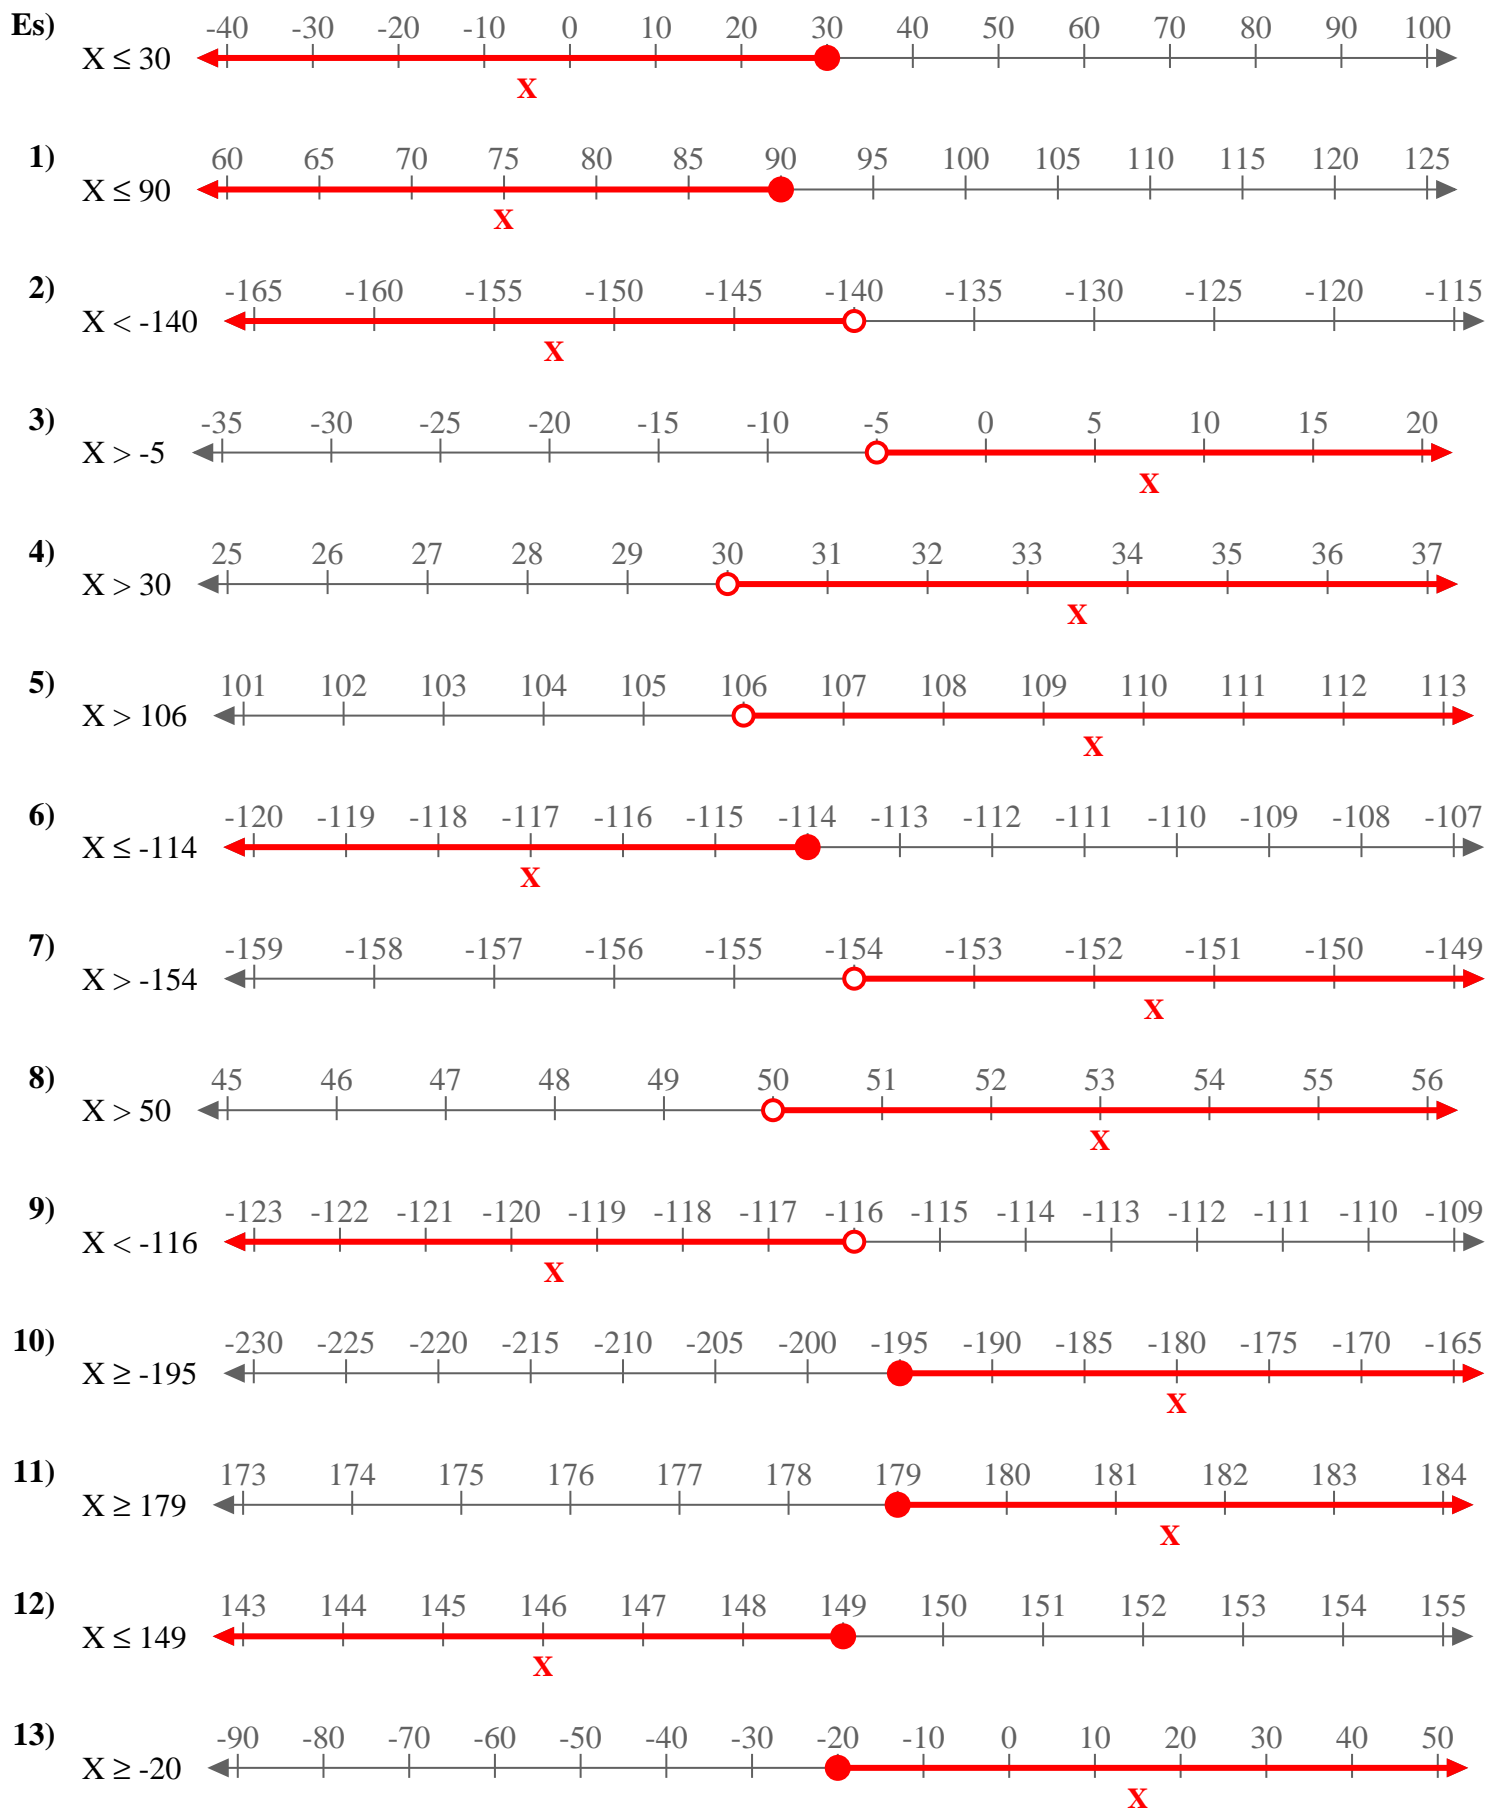 Es) -40 -30 -20 -10 0 10 20 30 40 50 60 70 80 90 100
X ≤ 30
X
1) 60 65 70 75 80 85 90 95 100 105 110 115 120 125
X ≤ 90
X
2) -165 -160 -155 -150 -145 -140 -135 -130 -125 -120 -115
X < -140
X
3) -35 -30 -25 -20 -15 -10 -5 0 5 10 15 20
X > -5
X
4) 25 26 27 28 29 30 31 32 33 34 35 36 37
X > 30
X
5) 101 102 103 104 105 106 107 108 109 110 111 112 113
X > 106
X
6) -120 -119 -118 -117 -116 -115 -114 -113 -112 -111 -110 -109 -108 -107
X ≤ -114
X
7) -159 -158 -157 -156 -155 -154 -153 -152 -151 -150 -149
X > -154
X
8) 45 46 47 48 49 50 51 52 53 54 55 56
X > 50
X
9) -123 -122 -121 -120 -119 -118 -117 -116 -115 -114 -113 -112 -111 -110 -109
X < -116
X
10) -230 -225 -220 -215 -210 -205 -200 -195 -190 -185 -180 -175 -170 -165
X ≥ -195
X
11) 173 174 175 176 177 178 179 180 181 182 183 184
X ≥ 179
X
12) 143 144 145 146 147 148 149 150 151 152 153 154 155
X ≤ 149
X
13) -90 -80 -70 -60 -50 -40 -30 -20 -10 0 10 20 30 40 50
X ≥ -20
X